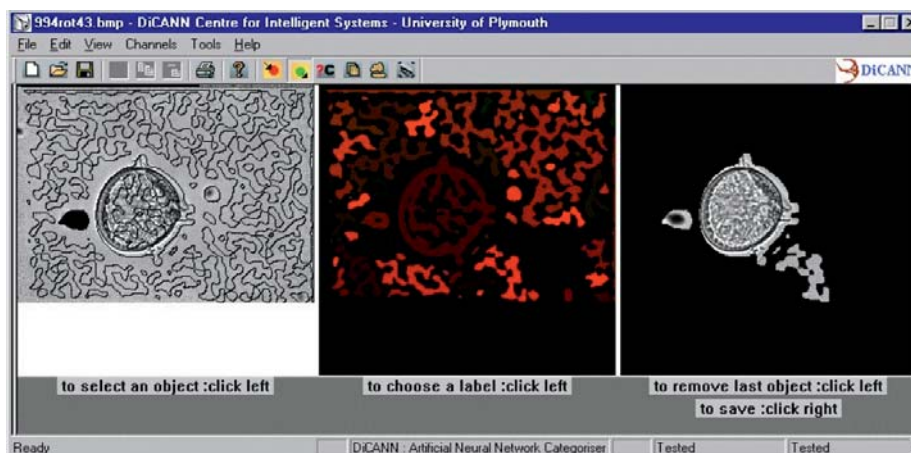 994rot43.bmp - DiCANN Centre for Intelligent Systems - University of Plymouth
File Edit View Channels Tools Help
?C
DiCANN
to select an object :click left
to choose a label :click left
to remove last object :click left
to save :click right
Ready
DiCANN : Artificial Neural Network Categoriser
Tested
Tested